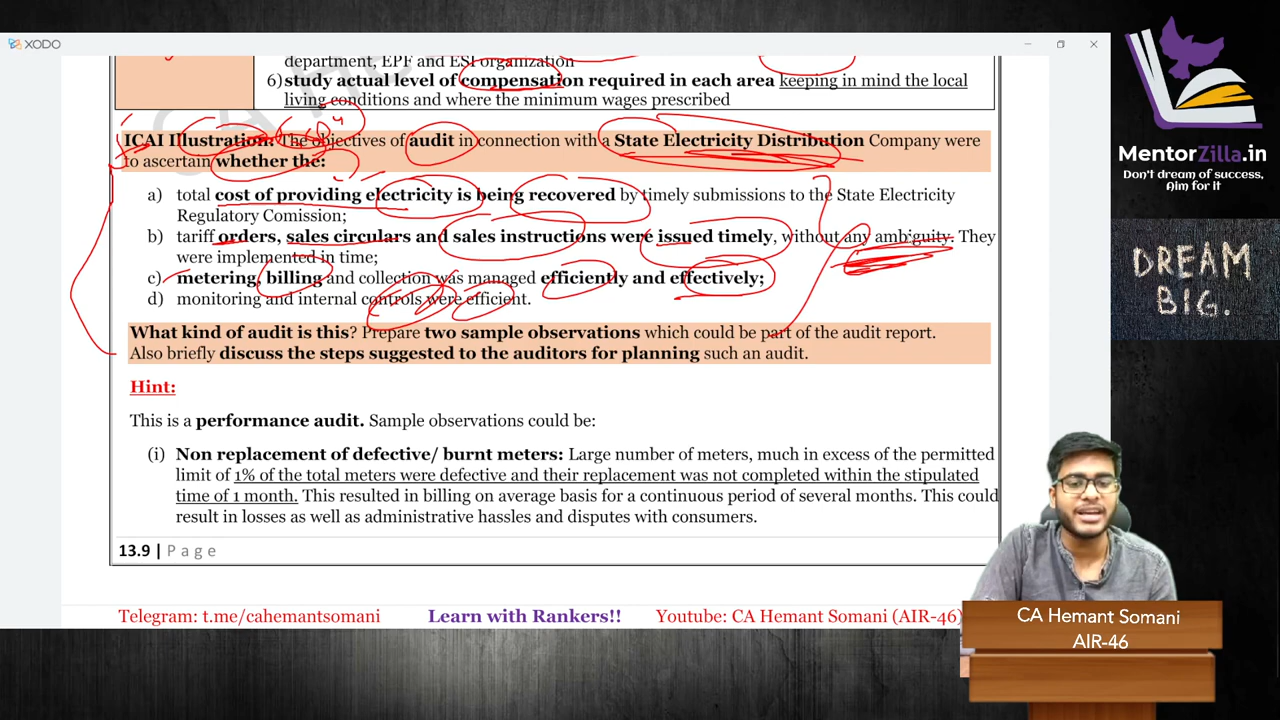 XODO
department, EPF and ESI organization
6) study actual level of compensation required in each area keeping in mind the local
living conditions and where the minimum wages prescribed
ICAI Illustration: The objectives of audit in connection with a State Electricity Distribution Company were
to ascertain whether the:
a) total cost of providing electricity is being recovered by timely submissions to the State Electricity
Regulatory Comission;
b) tariff orders, sales circulars and sales instructions were issued timely, without any ambiguity. They
were implemented in time;
c) metering, billing and collection was managed efficiently and effectively;
d) monitoring and internal controls were efficient.
What kind of audit is this? Prepare two sample observations which could be part of the audit report.
Also briefly discuss the steps suggested to the auditors for planning such an audit.
Hint:
This is a performance audit. Sample observations could be:
(i) Non replacement of defective/ burnt meters: Large number of meters, much in excess of the permitted
limit of 1% of the total meters were defective and their replacement was not completed within the stipulated
time of 1 month. This resulted in billing on average basis for a continuous period of several months. This could
result in losses as well as administrative hassles and disputes with consumers.
13.9 | Page
Telegram: t.me/cahemantsomani Learn with Rankers!! Youtube: CA Hemant Somani (AIR-46)
MentorZilla.in
Don't dream of success,
Aim for it
DREAM
BIG.
CA Hemant Somani
AIR-46